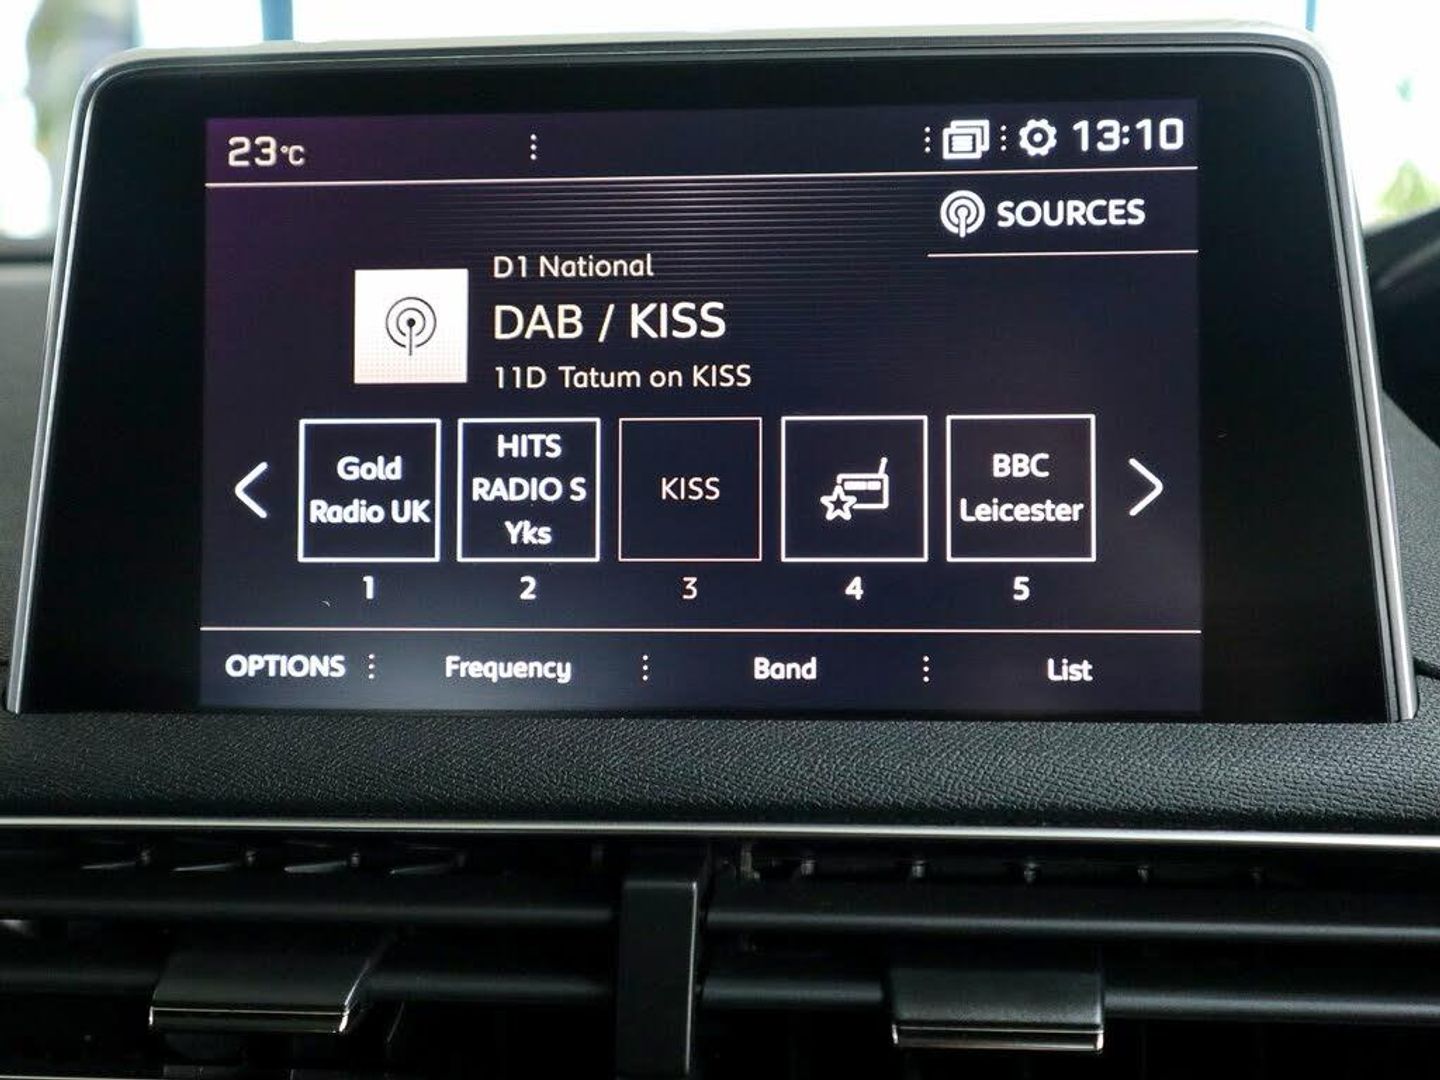 23°C
13:10
SOURCES
D1 National
DAB / KISS
11D Tatum on KISS
Gold
Radio UK
HITS
RADIO S
Yks
KISS
BBC
Leicester
1
2
3
4
5
OPTIONS
Frequency
Band
List